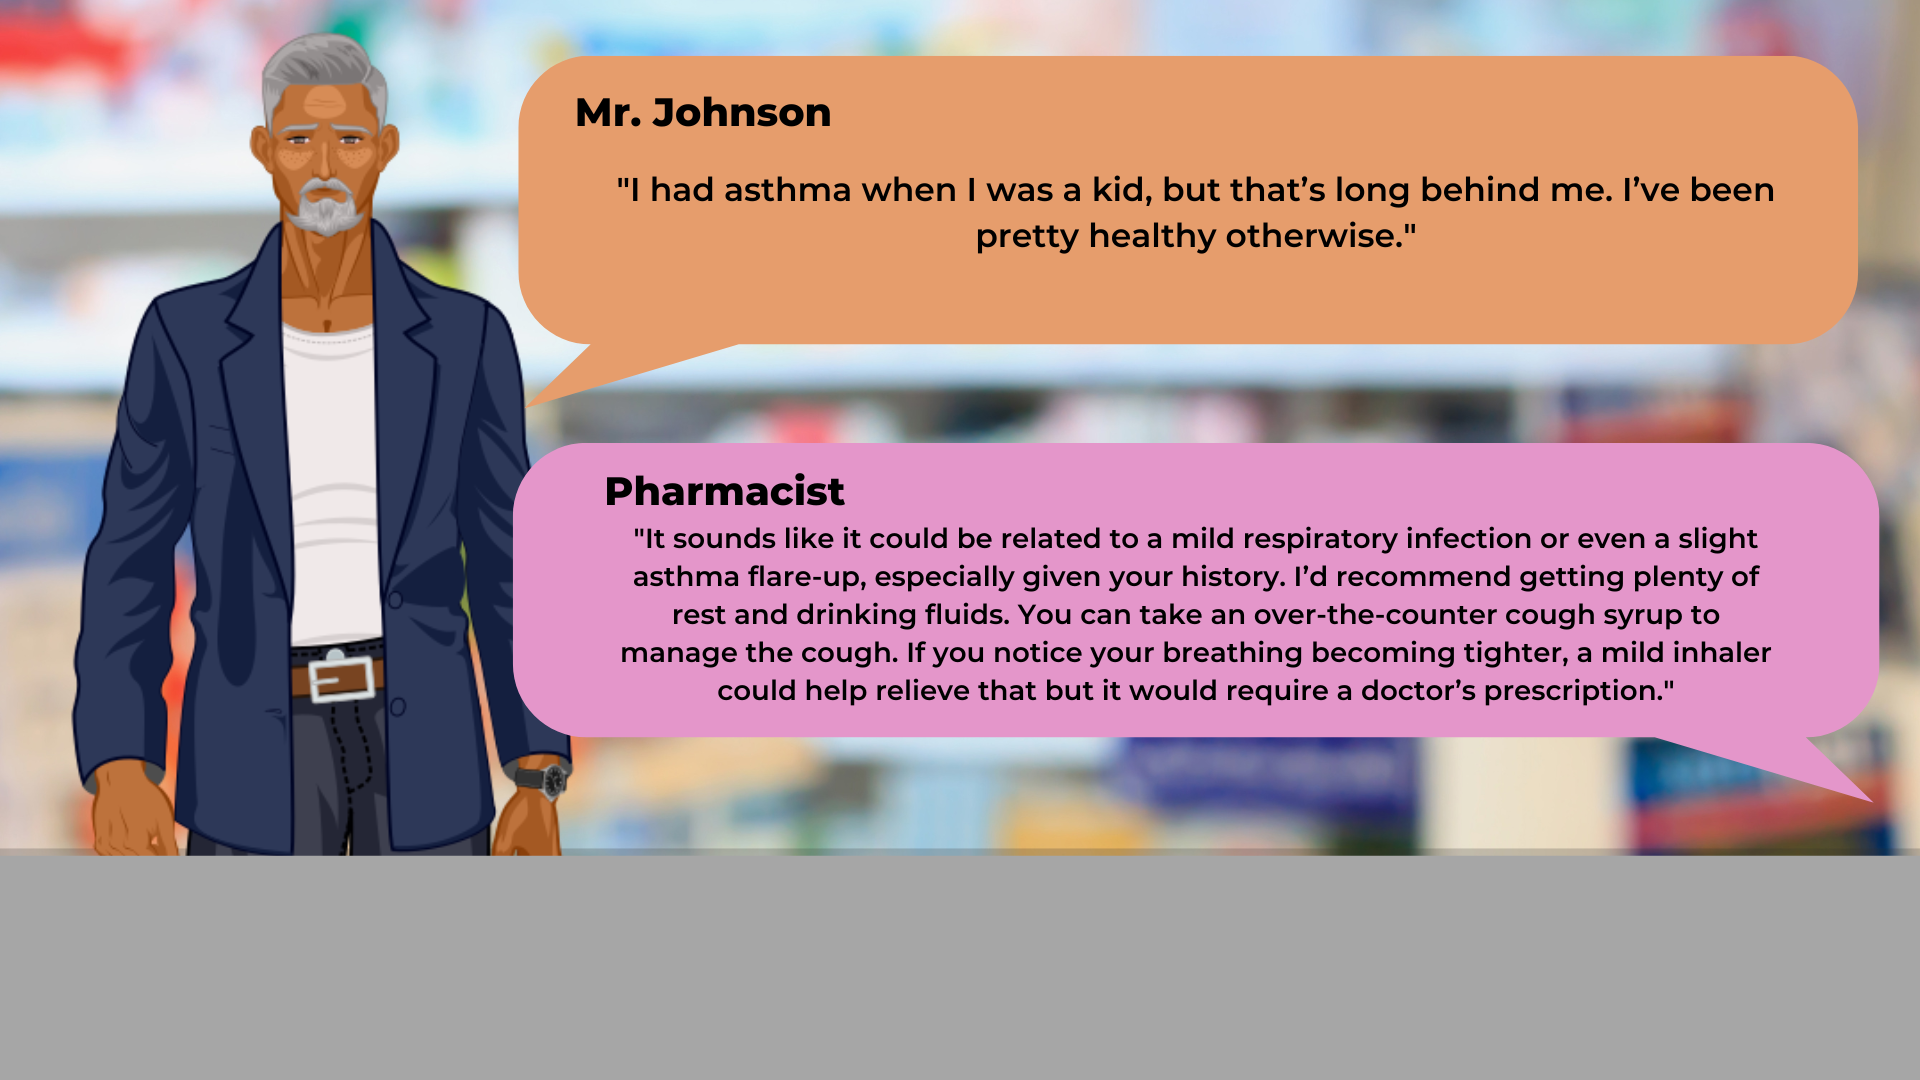 Mr. Johnson
"I had asthma when I was a kid, but that’s long behind me. I’ve been
pretty healthy otherwise."
Pharmacist
"It sounds like it could be related to a mild respiratory infection or even a slight
asthma flare-up, especially given your history. I’d recommend getting plenty of
rest and drinking fluids. You can take an over-the-counter cough syrup to
manage the cough. If you notice your breathing becoming tighter, a mild inhaler
could help relieve that but it would require a doctor’s prescription."